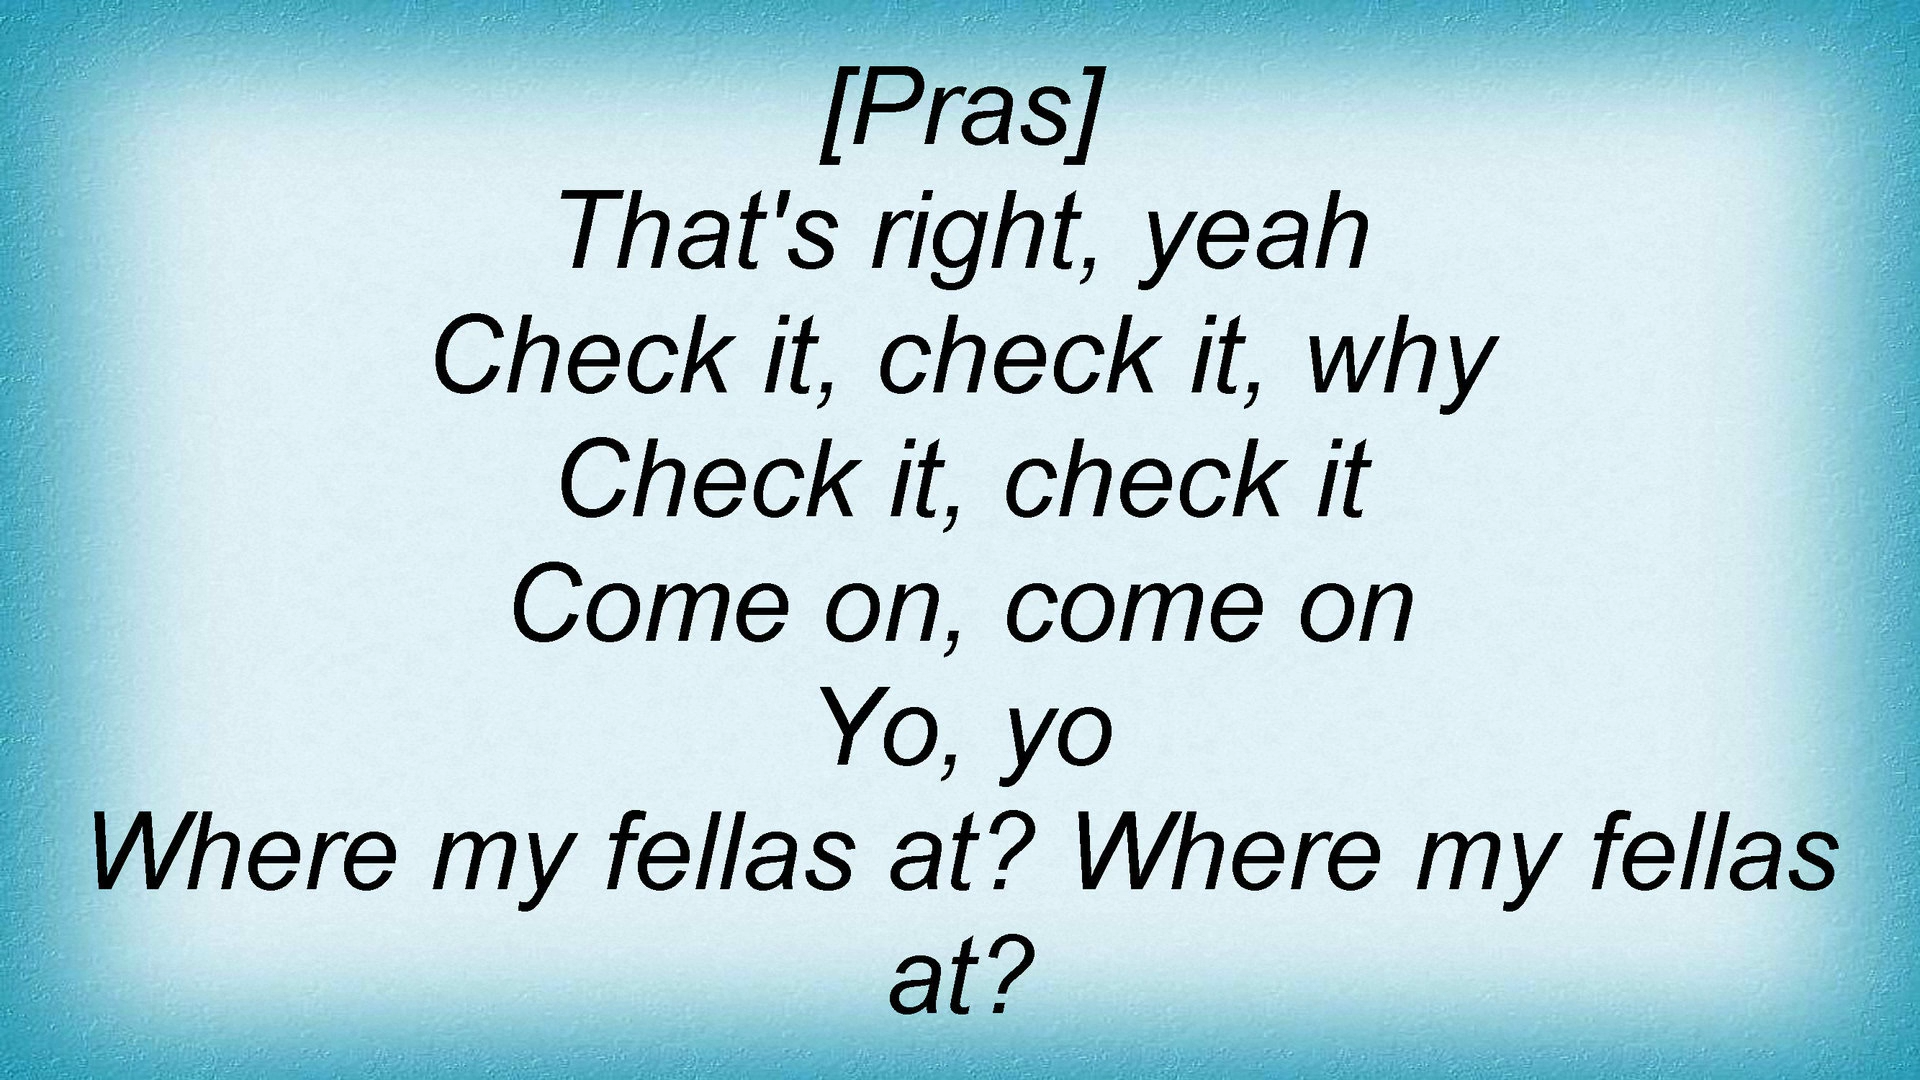 [Pras]
That's right, yeah
Check it, check it, why
Check it, check it
Come on, come on
Yo, yo
Where my fellas at? Where my fellas
at?